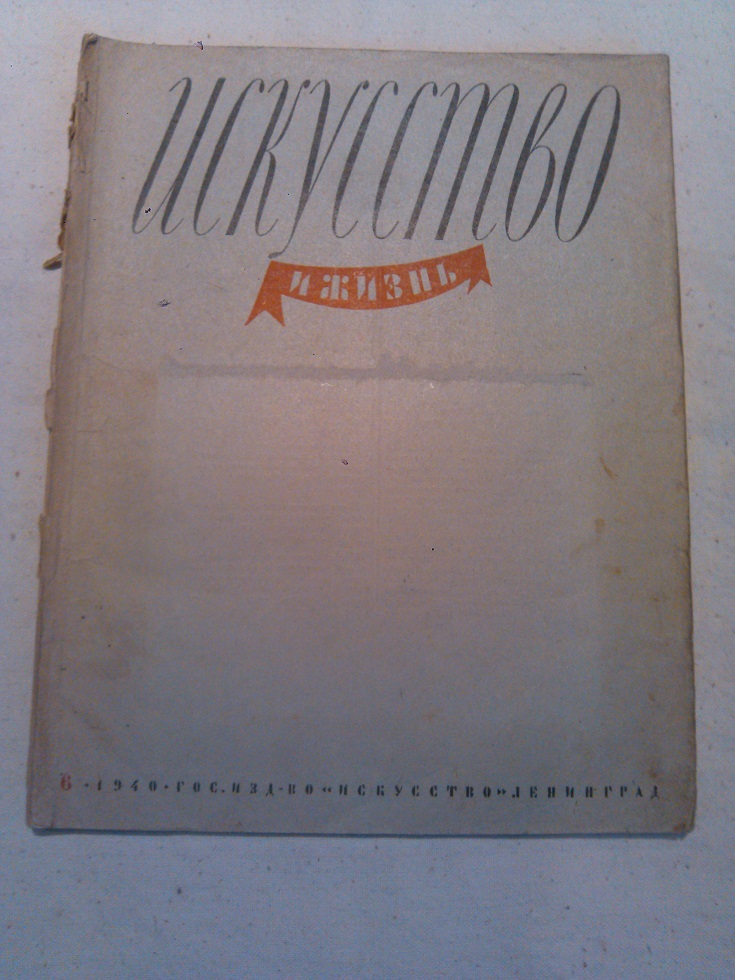 ИСКУССТВО
И ЖИЗНЬ
6 · 1940 · ГОС. ИЗД-ВО «ИСКУССТВО» ЛЕНИНГРАД